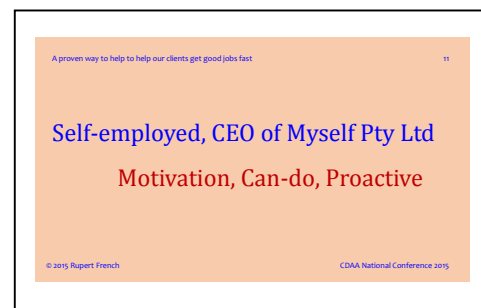 A proven way to help to help our clients get good jobs fast 11
Self-employed, CEO of Myself Pty Ltd
Motivation, Can-do, Proactive
© 2015 Rupert French CDAA National Conference 2015